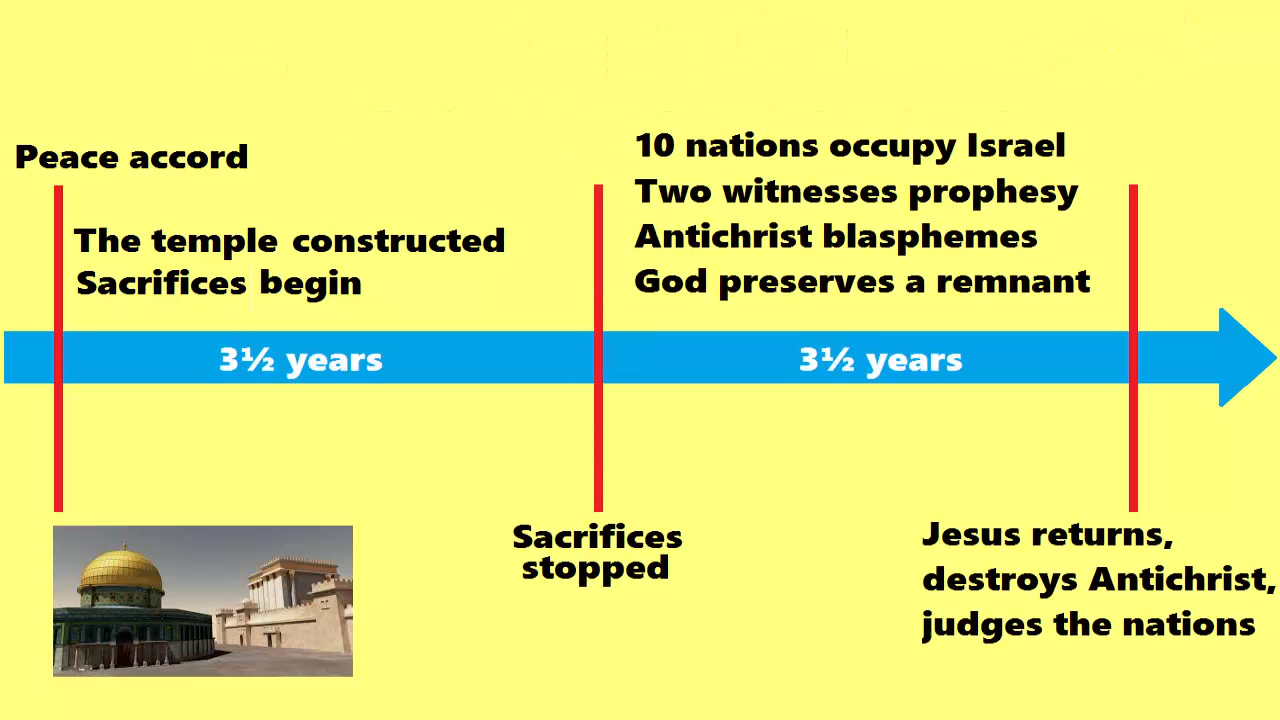 Peace accord
The temple constructed
Sacrifices begin
10 nations occupy Israel
Two witnesses prophesy
Antichrist blasphemes
God preserves a remnant
3½ years
3½ years
Sacrifices
stopped
Jesus returns,
destroys Antichrist,
judges the nations